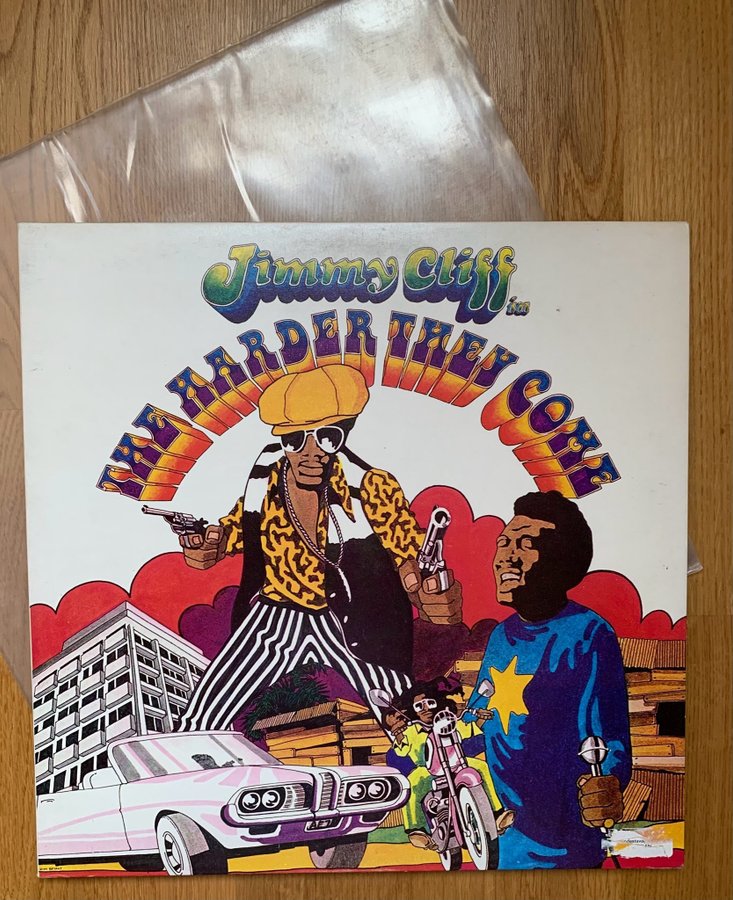 Jimmy Cliff
in
THE HARDER THEY COME